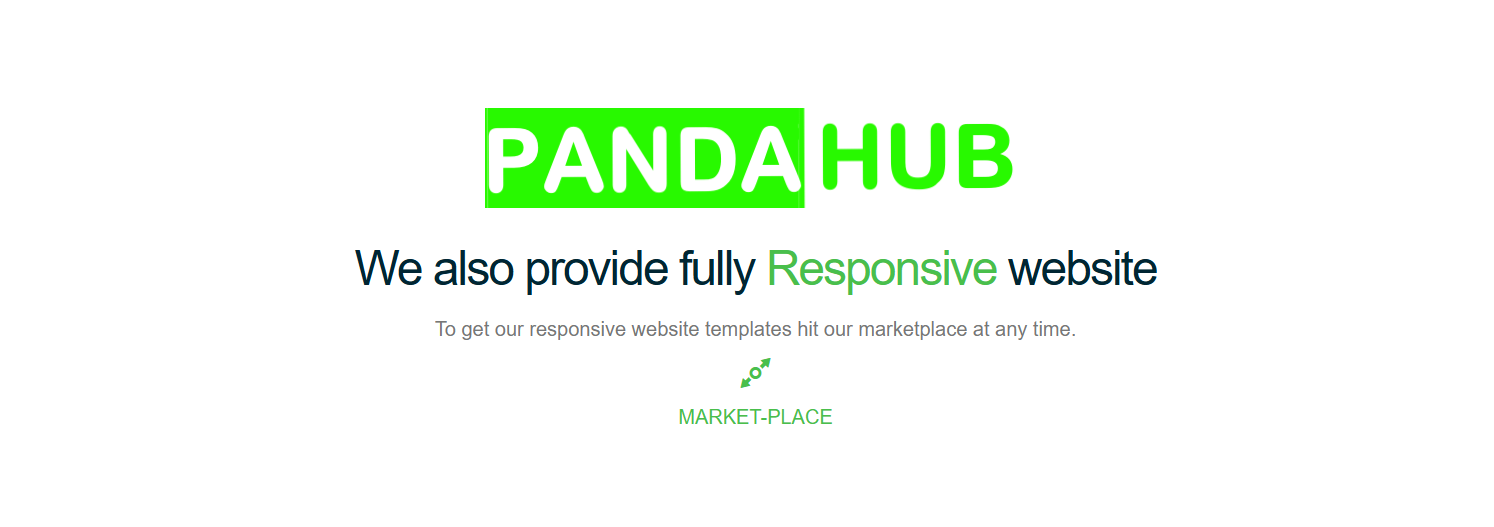 PANDA HUB
We also provide fully Responsive website
To get our responsive website templates hit our marketplace at any time.
MARKET-PLACE